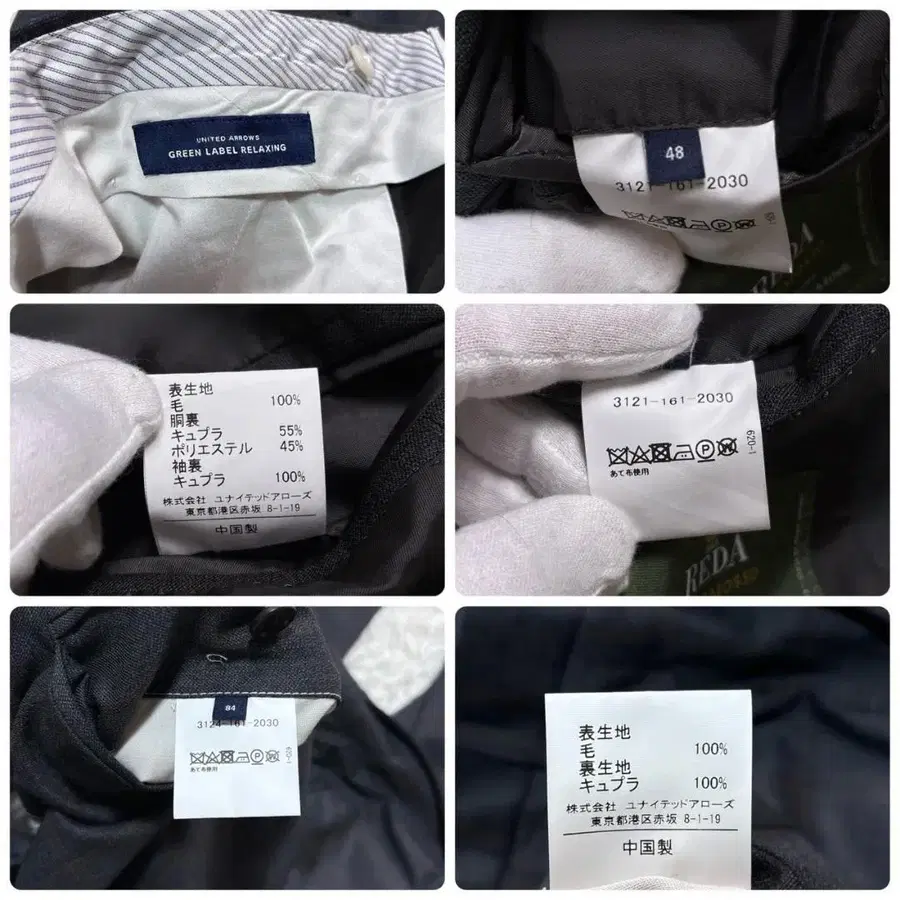 UNITED ARROWS
GREEN LABEL RELAXING
48
3121-161-2030
REDA
表生地
毛 100%
胴裏
キュプラ 55%
ポリエステル 45%
袖裏
キュプラ 100%
株式会社 ユナイテッドアローズ
東京都港区赤坂 8-1-19
中国製
3121-161-2030
620-1
あて布使用
REDA
84
3124-161-2030
あて布使用
表生地
毛 100%
裏生地
キュプラ 100%
株式会社 ユナイテッドアローズ
東京都港区赤坂 8-1-19
中国製